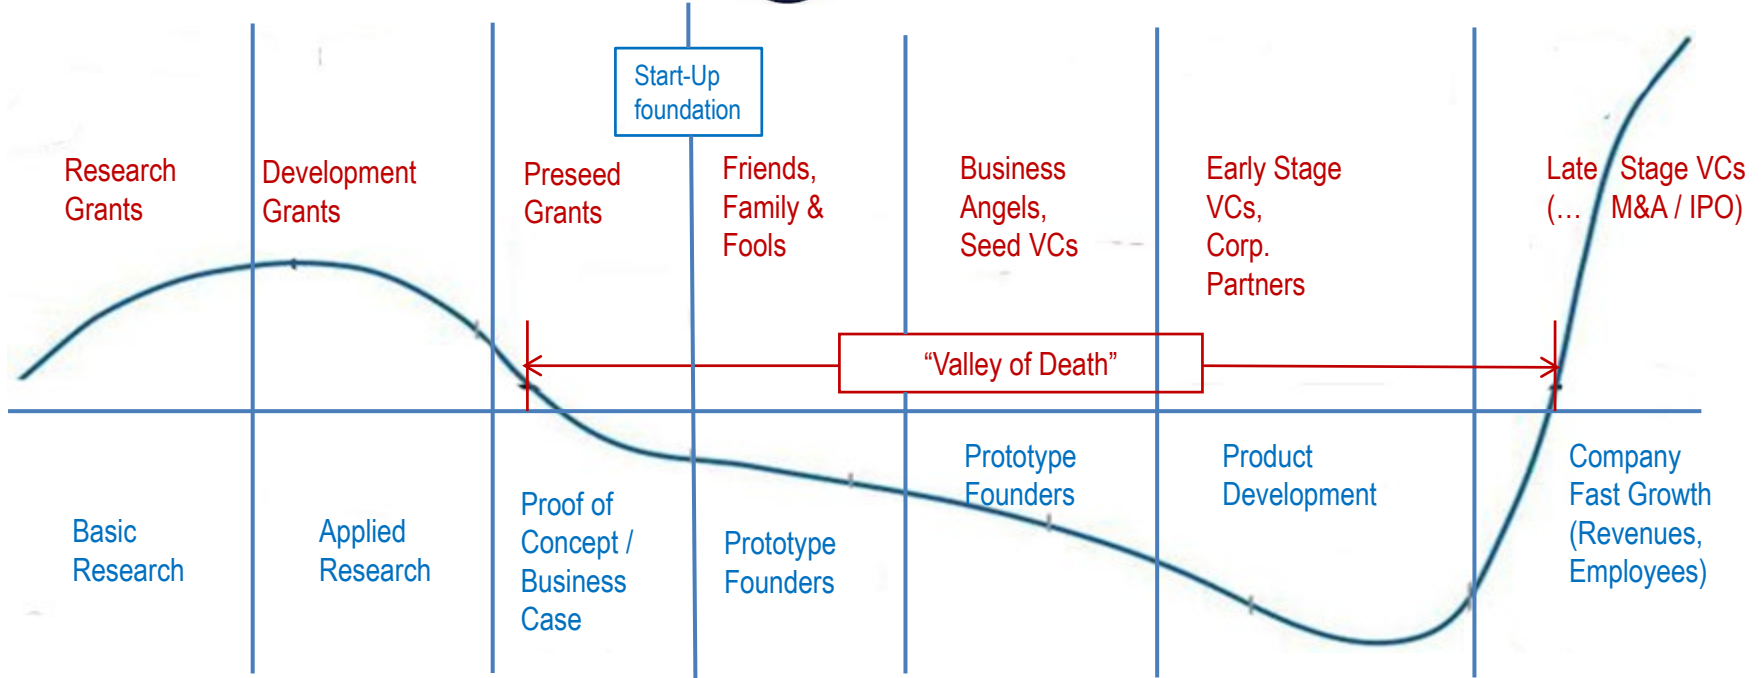 Start-Up
foundation
Research
Grants
Development
Grants
Preseed
Grants
Friends,
Family &
Fools
Business
Angels,
Seed VCs
Early Stage
VCs,
Corp.
Partners
Late Stage VCs
(... M&A / IPO)
“Valley of Death”
Basic
Research
Applied
Research
Proof of
Concept /
Business
Case
Prototype
Founders
Prototype
Founders
Product
Development
Company
Fast Growth
(Revenues,
Employees)